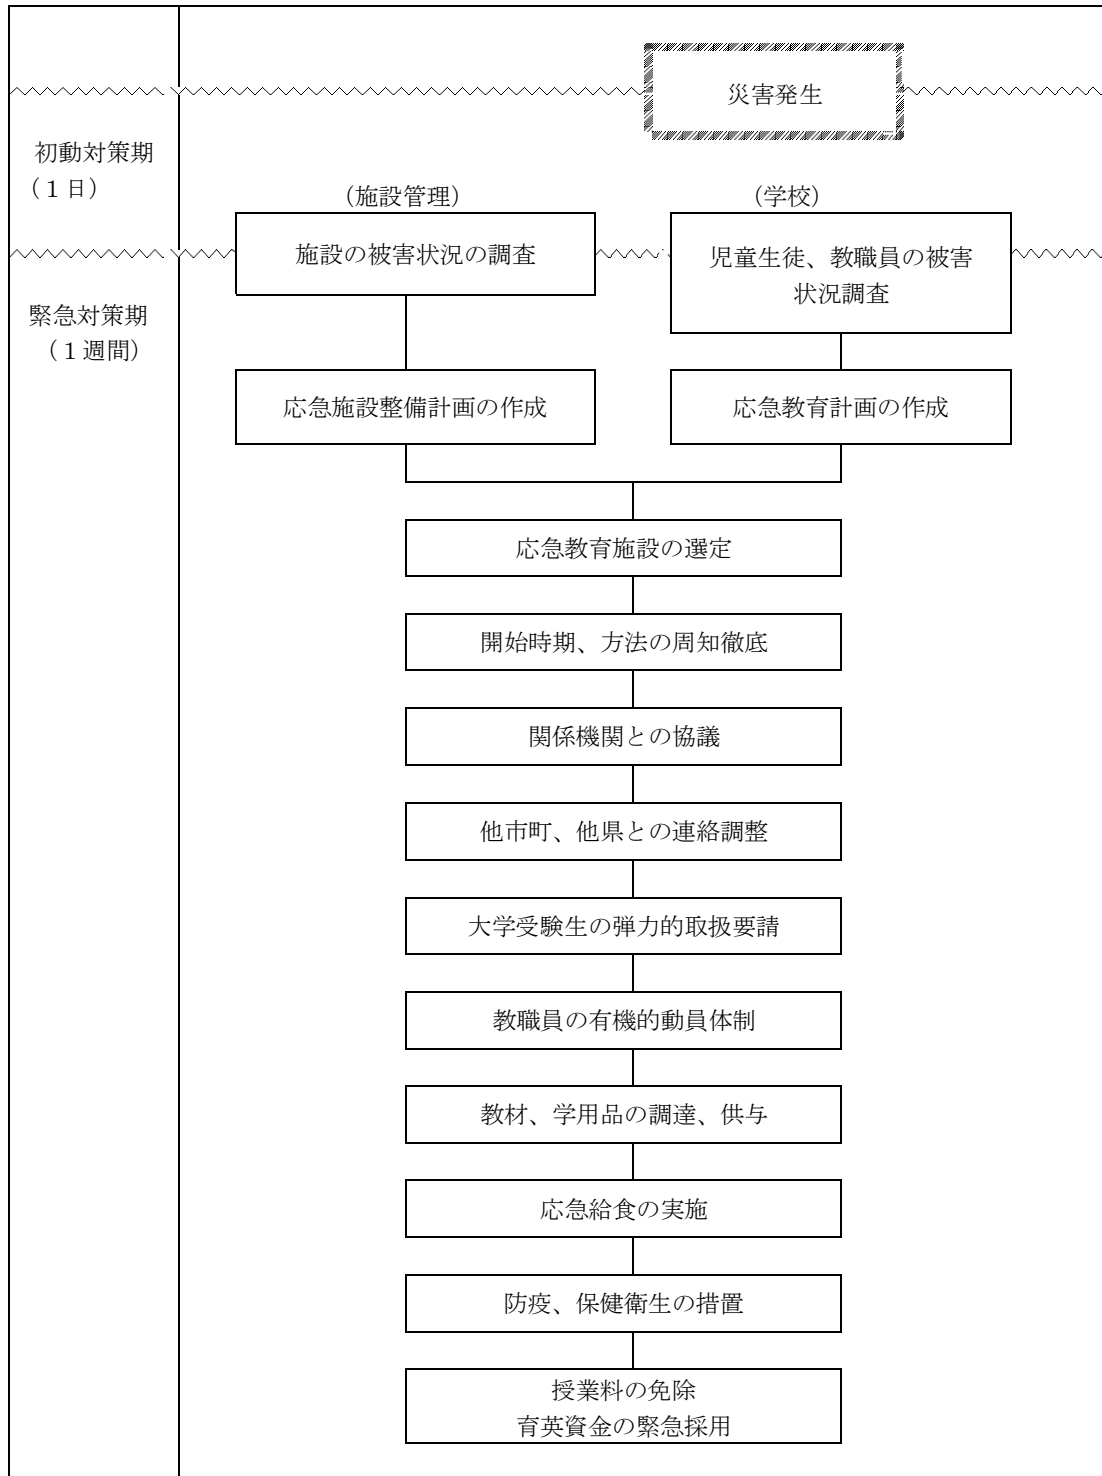 災害発生
初動対策期
（１日）
（施設管理）
（学校）
施設の被害状況の調査
児童生徒、教職員の被害
状況調査
緊急対策期
（１週間）
応急施設整備計画の作成
応急教育計画の作成
応急教育施設の選定
開始時期、方法の周知徹底
関係機関との協議
他市町、他県との連絡調整
大学受験生の弾力的取扱要請
教職員の有機的動員体制
教材、学用品の調達、供与
応急給食の実施
防疫、保健衛生の措置
授業料の免除
育英資金の緊急採用